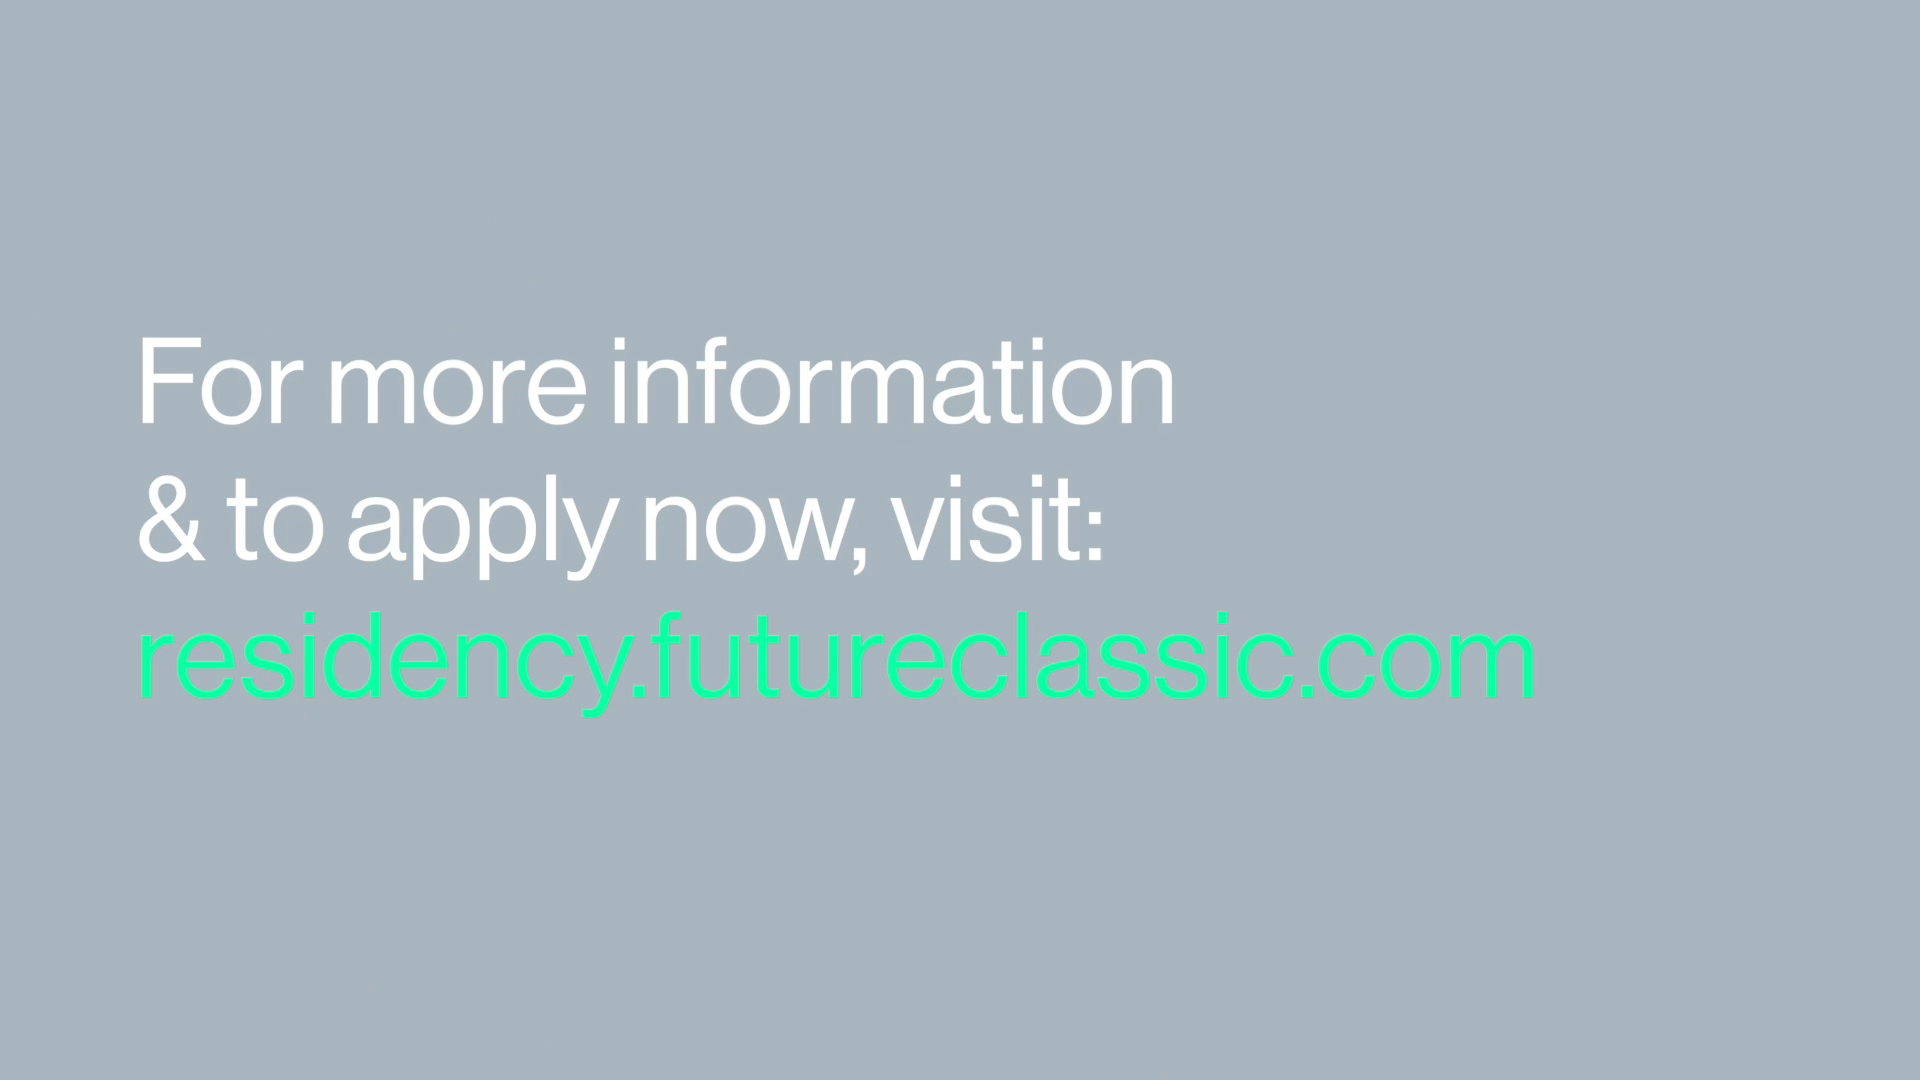 For more information
& to apply now, visit:
residency.futureclassic.com